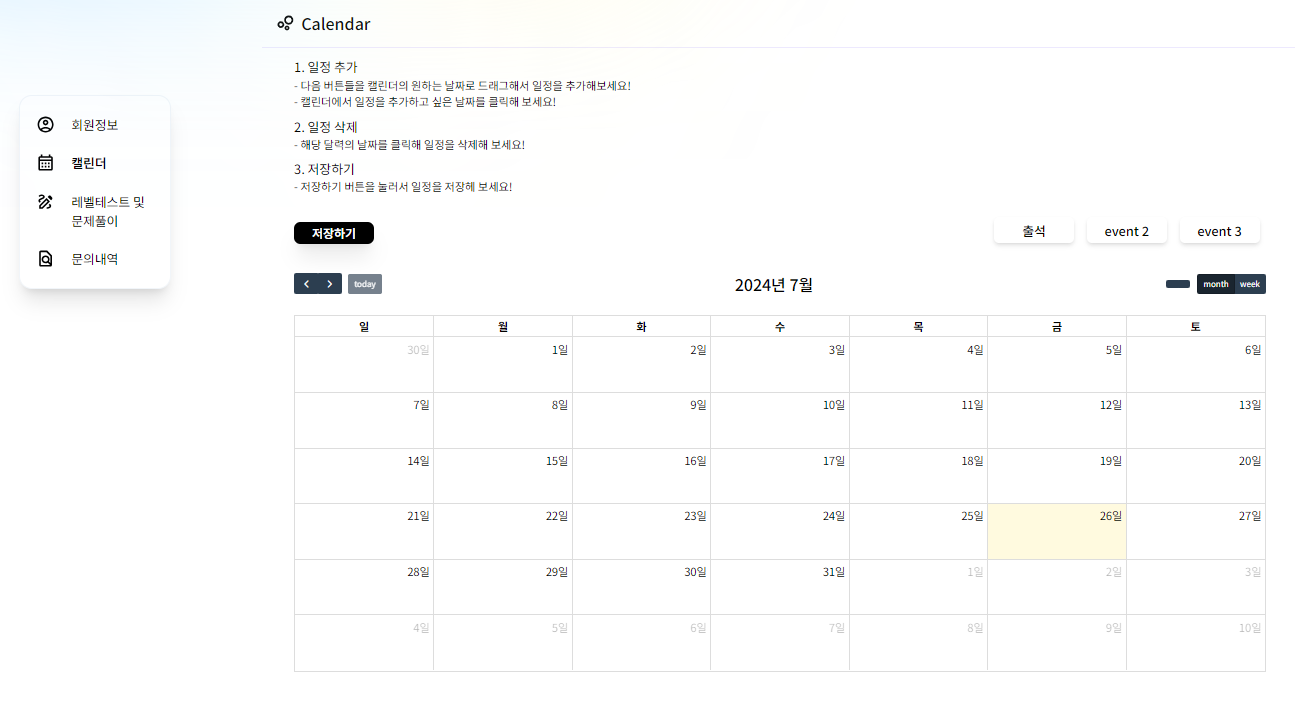 Calendar
1. 일정 추가
- 다음 버튼들을 캘린더의 원하는 날짜로 드래그해서 일정을 추가해보세요!
- 캘린더에서 일정을 추가하고 싶은 날짜를 클릭해 보세요!
2. 일정 삭제
- 해당 달력의 날짜를 클릭해 일정을 삭제해 보세요!
3. 저장하기
- 저장하기 버튼을 눌러서 일정을 저장헤 보세요!
회원정보
캘린더
레벨테스트 및
문제풀이
문의내역
저장하기 출석 event 2 event 3
today 2024년 7월 month week
일 월 화 수 목 금 토
30일 1일 2일 3일 4일 5일 6일
7일 8일 9일 10일 11일 12일 13일
14일 15일 16일 17일 18일 19일 20일
21일 22일 23일 24일 25일 26일 27일
28일 29일 30일 31일 1일 2일 3일
4일 5일 6일 7일 8일 9일 10일